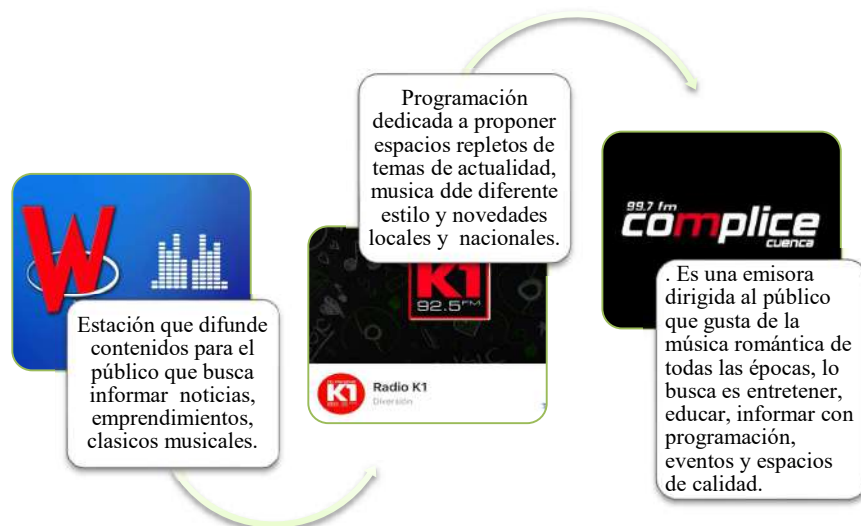 W
Estación que difunde
contenidos para el
público que busca
informar noticias,
emprendimientos,
clasicos musicales.
Programación
dedicada a proponer
espacios repletos de
temas de actualidad,
musica dde diferente
estilo y novedades
locales y nacionales.
K1
92.5 FM
K1
Radio K1
Diversión
99.7 fm
complice
cuenca
. Es una emisora
dirigida al público
que gusta de la
música romántica de
todas las épocas, lo
busca es entretener,
educar, informar con
programación,
eventos y espacios
de calidad.